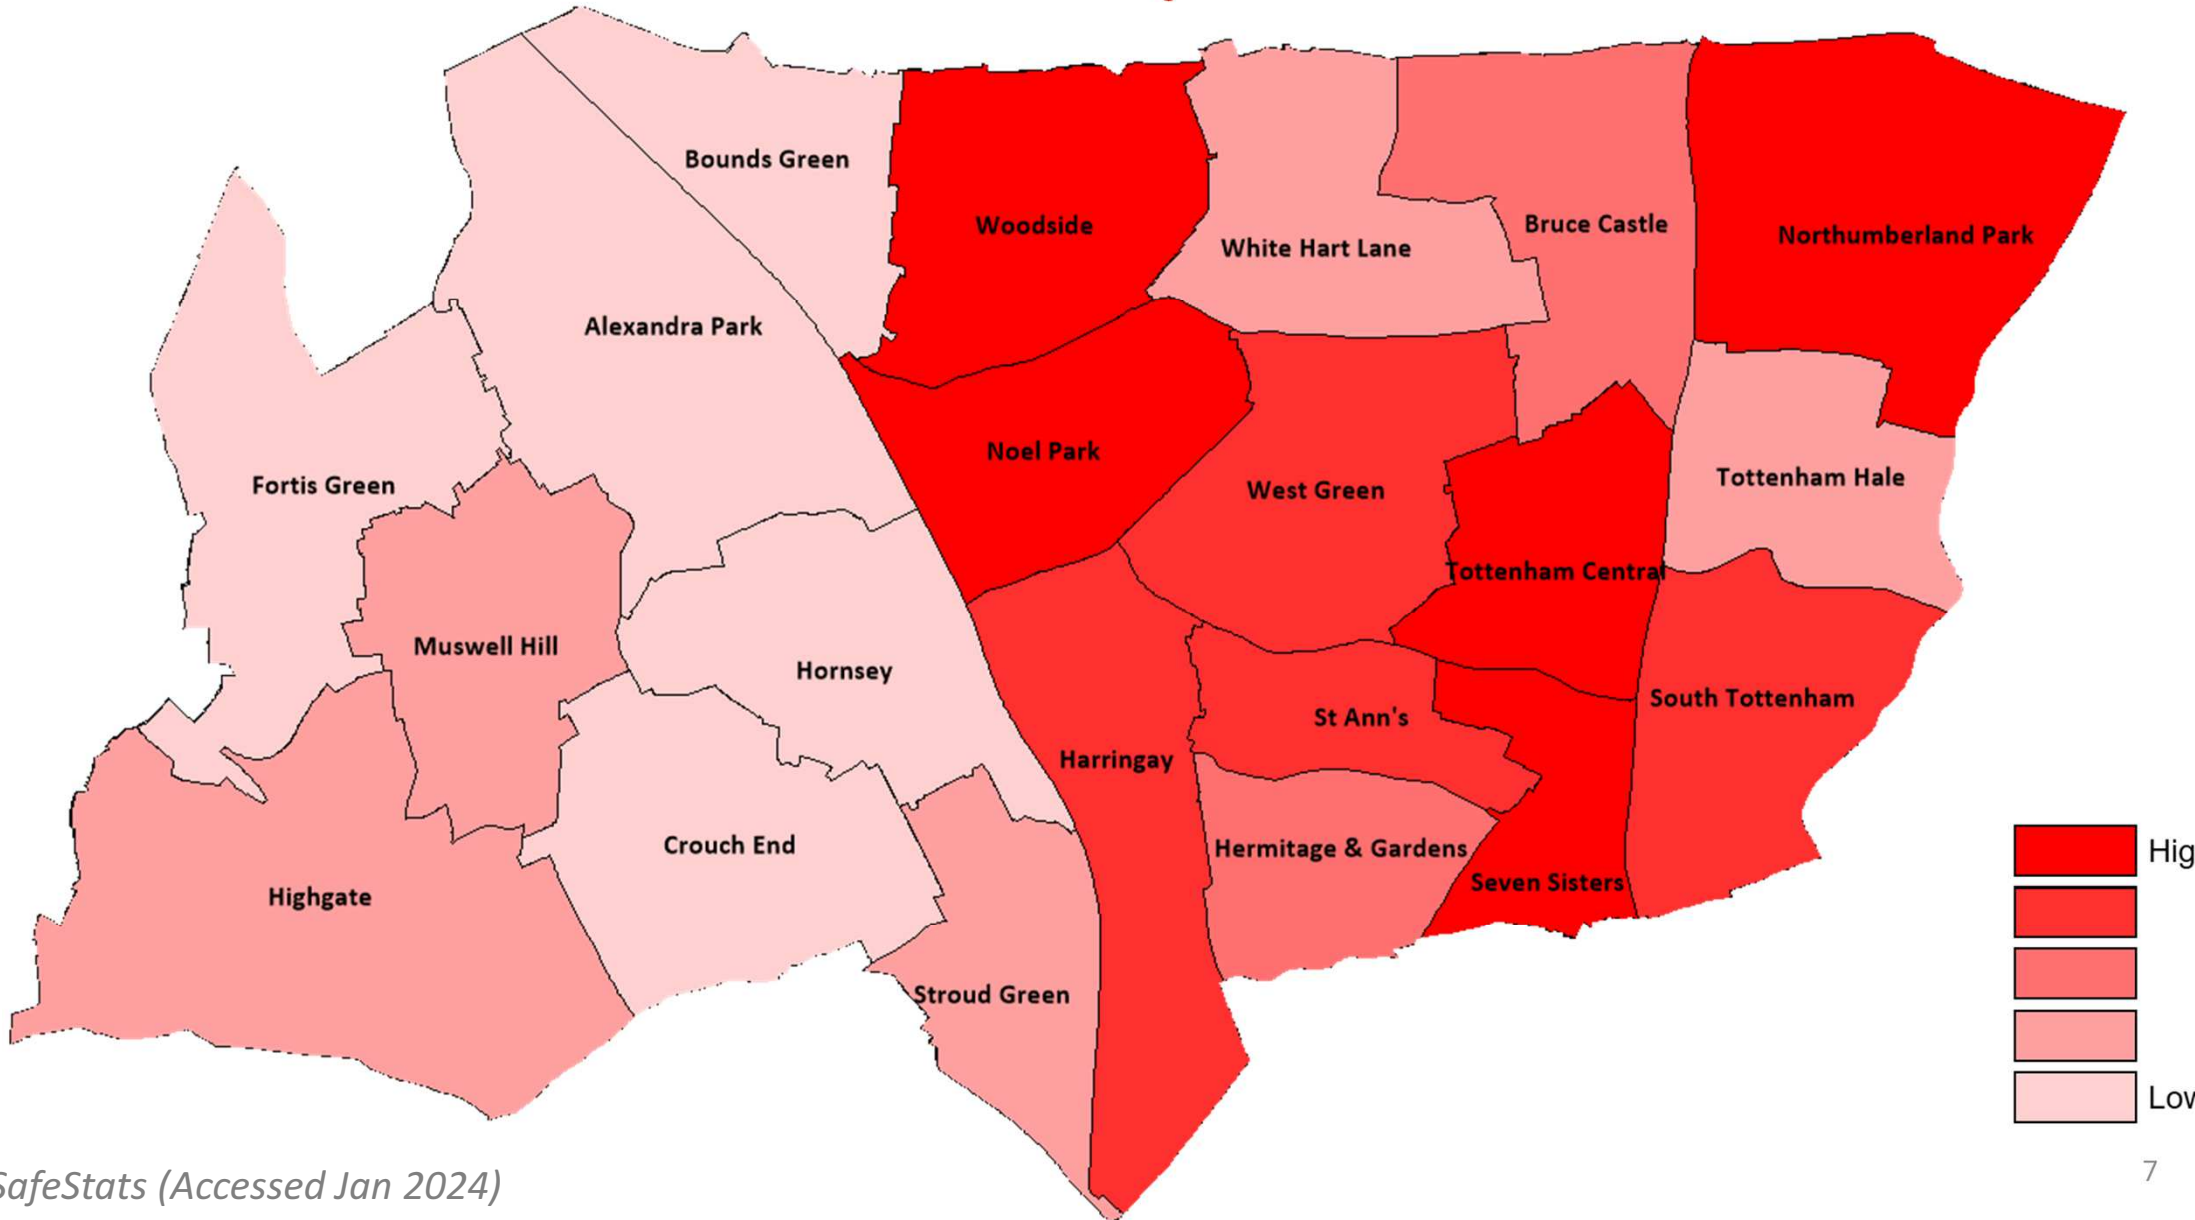 Bounds Green
Woodside
White Hart Lane
Bruce Castle
Northumberland Park
Alexandra Park
Noel Park
Fortis Green
West Green
Tottenham Hale
Tottenham Central
Muswell Hill
Hornsey
South Tottenham
St Ann's
Harringay
Crouch End
Hermitage & Gardens
Seven Sisters
Highgate
Stroud Green
Hig
Low
SafeStats (Accessed Jan 2024)
7